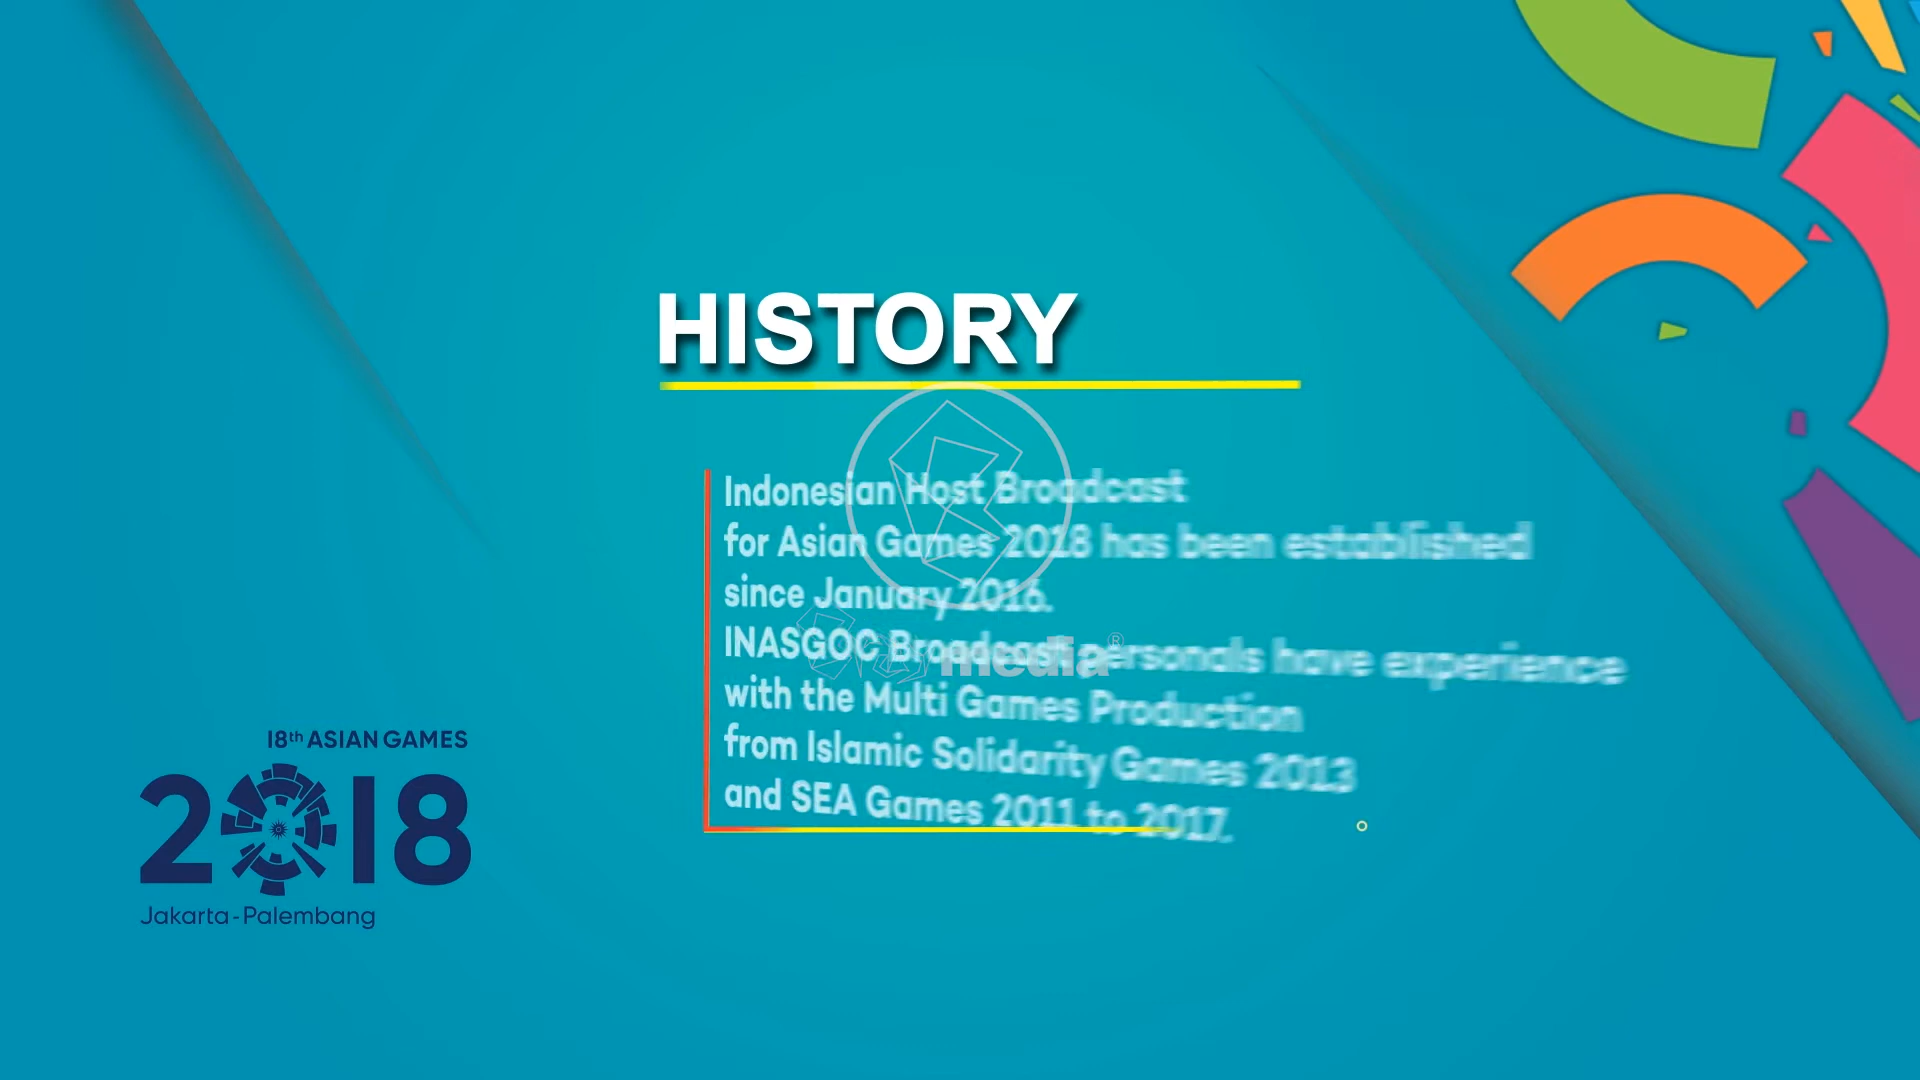 HISTORY
Indonesian Host Broadcast
for Asian Games 2018 has been established
since January 2016.
INASGOC Broadcast personals have experience
with the Multi Games Production
from Islamic Solidarity Games 2013
and SEA Games 2011 to 2017.
media®
18th ASIAN GAMES
2018
Jakarta-Palembang